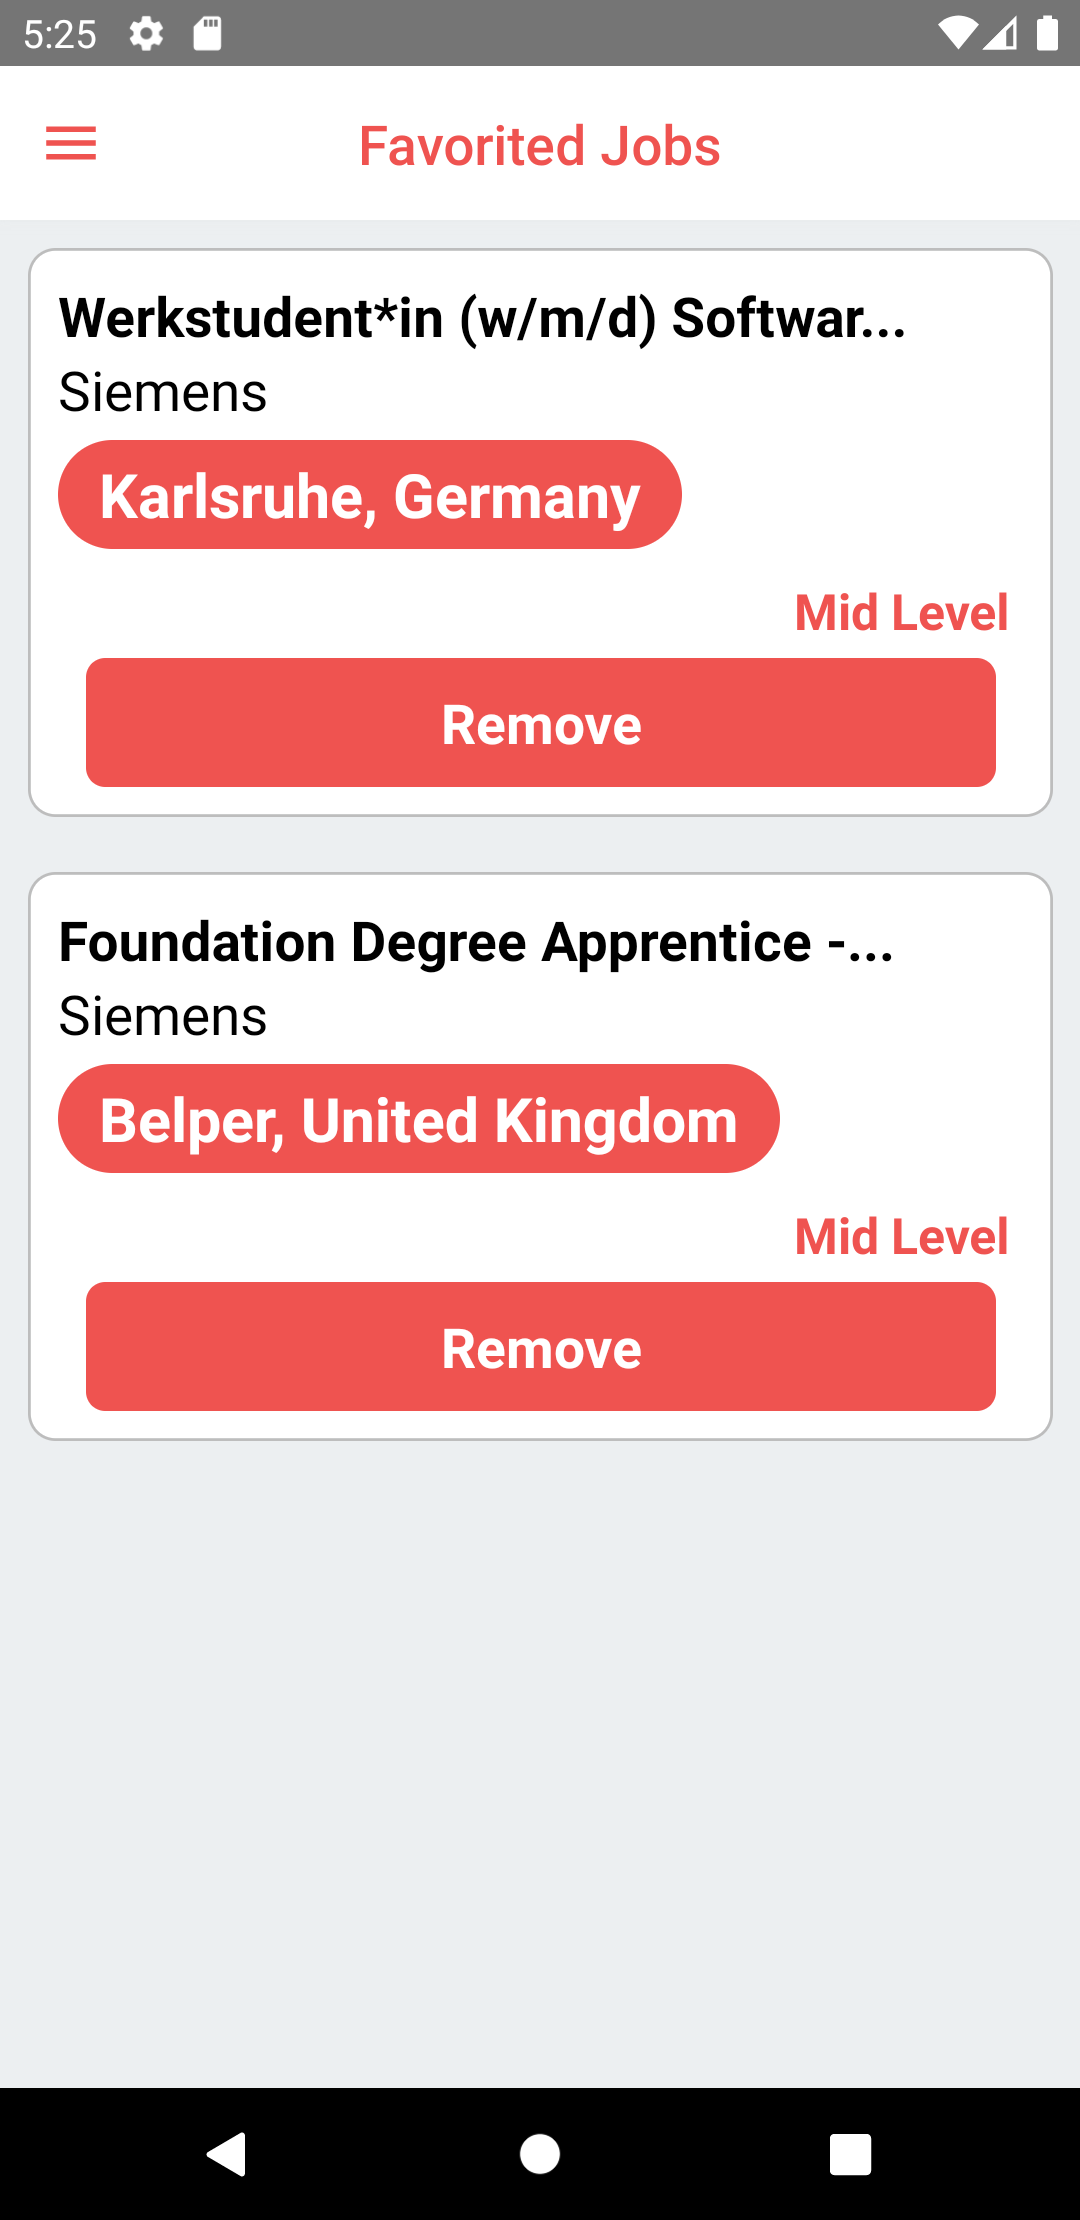 5:25
Favorited Jobs
Werkstudent*in (w/m/d) Softwar...
Siemens
Karlsruhe, Germany
Mid Level
Remove
Foundation Degree Apprentice -...
Siemens
Belper, United Kingdom
Mid Level
Remove